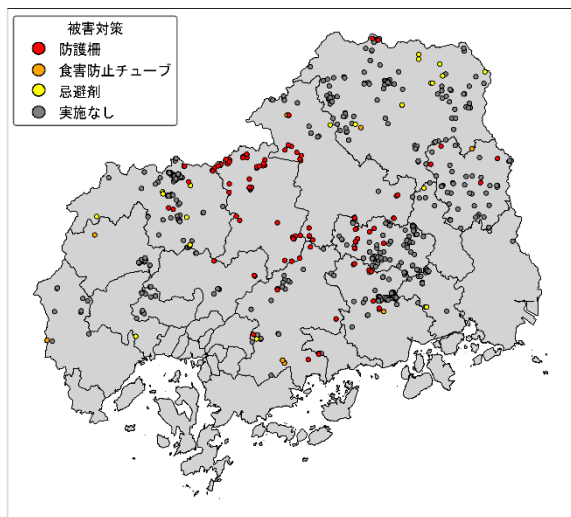 被害対策
防護柵
食害防止チューブ
忌避剤
実施なし